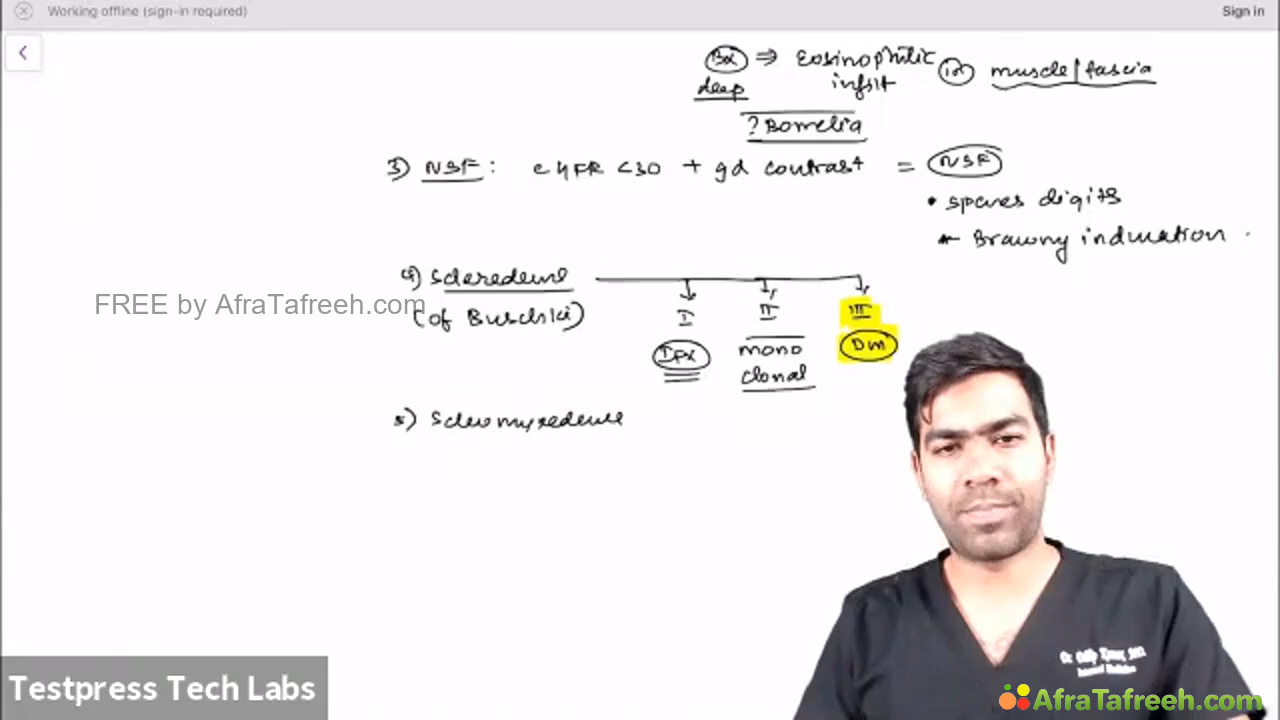 Working offline (sign-in required)
Sign in
Bx ⇒ Eosinophilic
deep infilt muscle/fascia
? Borrelia
3) NSF : eGFR <30 + gd contrast = NSF
• spares digits
Brawny induration
4) Scleredema
(of Buschke)
I II III
mono DM
clonal
5) Scleromyxedema
FREE by AfraTafreeh.com
Testpress Tech Labs
AfraTafreeh.com